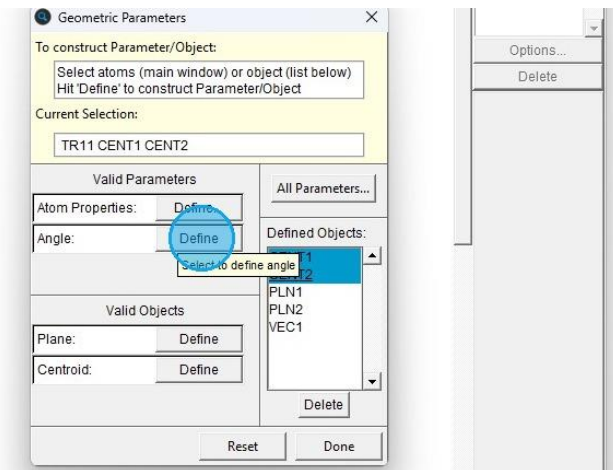 Geometric Parameters
To construct Parameter/Object:
Select atoms (main window) or object (list below)
Hit 'Define' to construct Parameter/Object
Current Selection:
TR11 CENT1 CENT2
Valid Parameters
Atom Properties: Define...
Angle: Define
Select to define angle
Valid Objects
Plane: Define
Centroid: Define
All Parameters...
Defined Objects:
CENT1
CENT2
PLN1
PLN2
VEC1
Delete
Reset Done
Options...
Delete